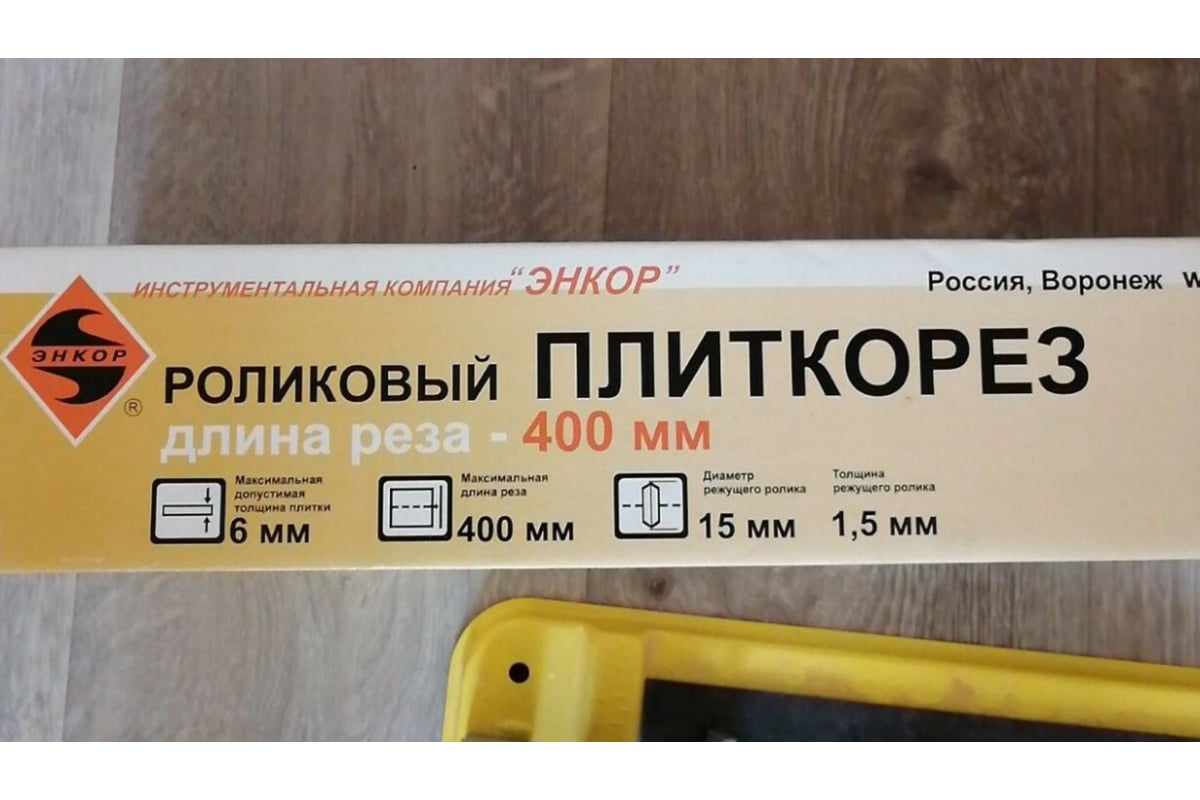 ИНСТРУМЕНТАЛЬНАЯ КОМПАНИЯ "ЭНКОР"
Россия, Воронеж w
ЭНКОР
®
РОЛИКОВЫЙ ПЛИТКОРЕЗ
длина реза - 400 мм
Максимальная
допустимая
толщина плитки
6 мм
Максимальная
длина реза
400 мм
Диаметр
режущего ролика
15 мм
Толщина
режущего ролика
1,5 мм